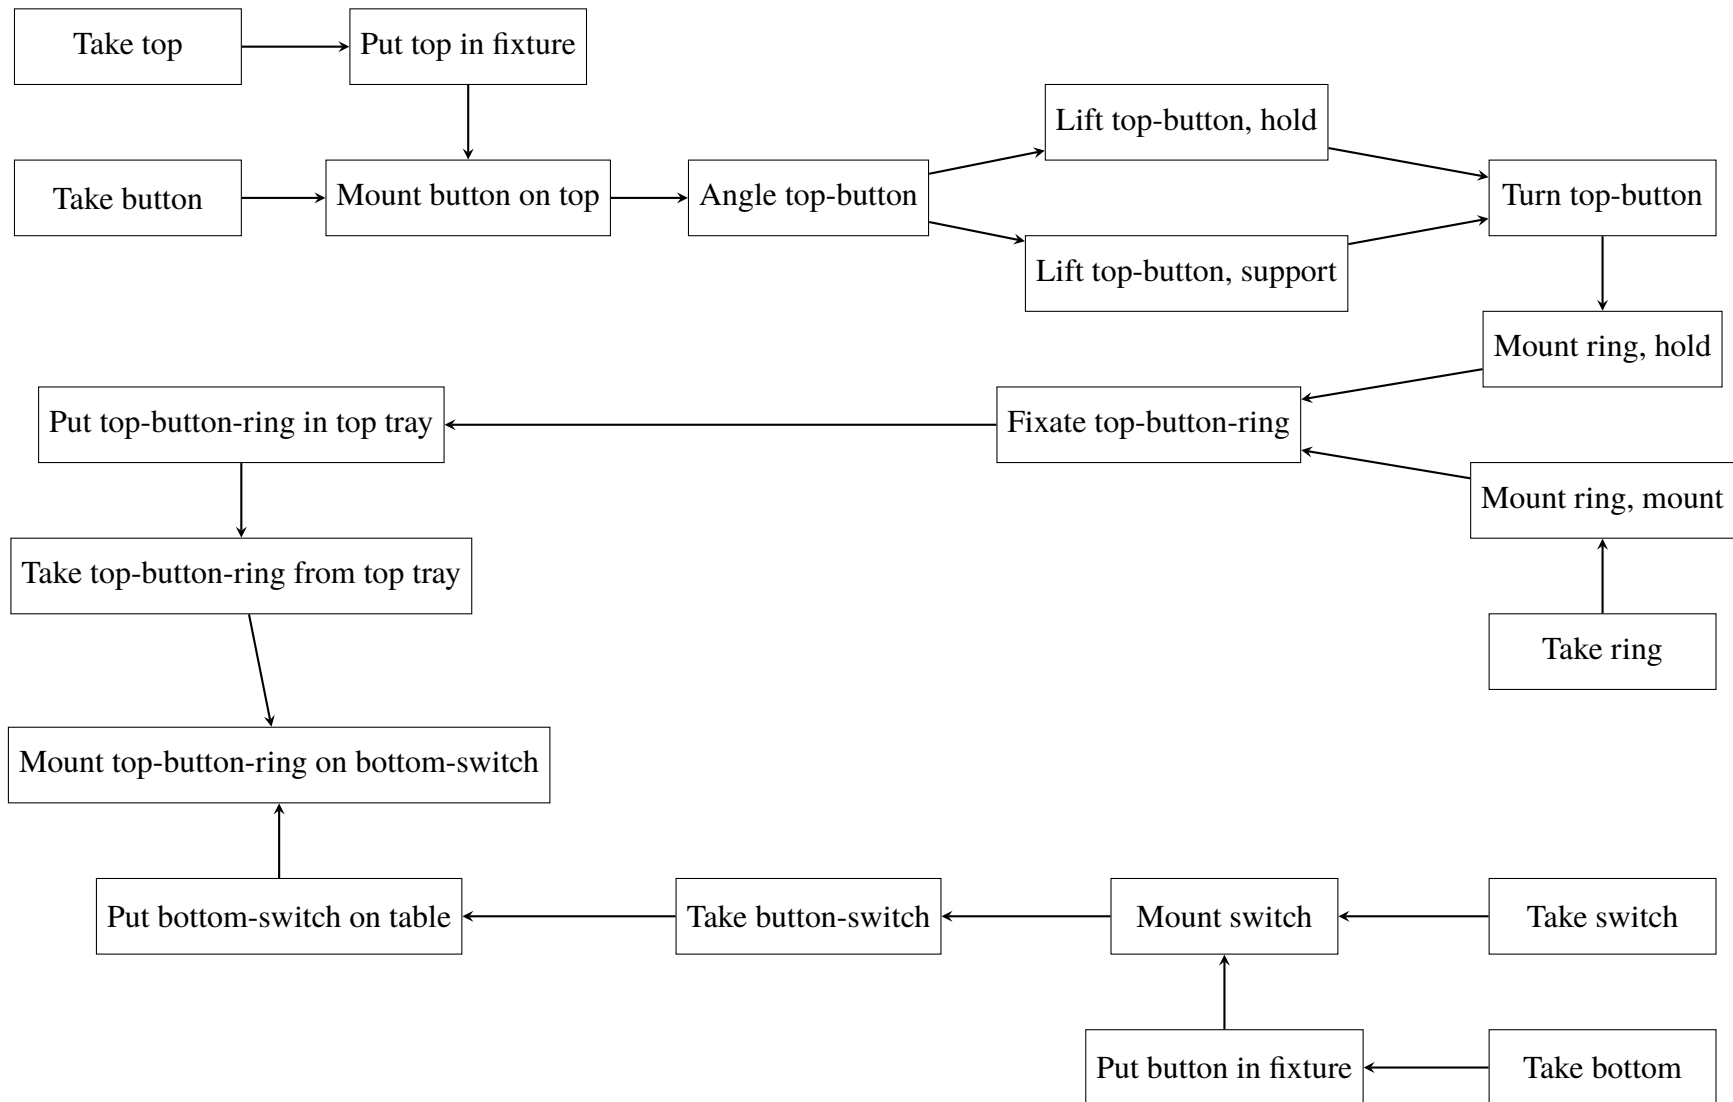 Take top
Put top in fixture
Lift top-button, hold
Take button
Mount button on top
Angle top-button
Turn top-button
Lift top-button, support
Mount ring, hold
Put top-button-ring in top tray
Fixate top-button-ring
Mount ring, mount
Take top-button-ring from top tray
Take ring
Mount top-button-ring on bottom-switch
Put bottom-switch on table
Take button-switch
Mount switch
Take switch
Put button in fixture
Take bottom